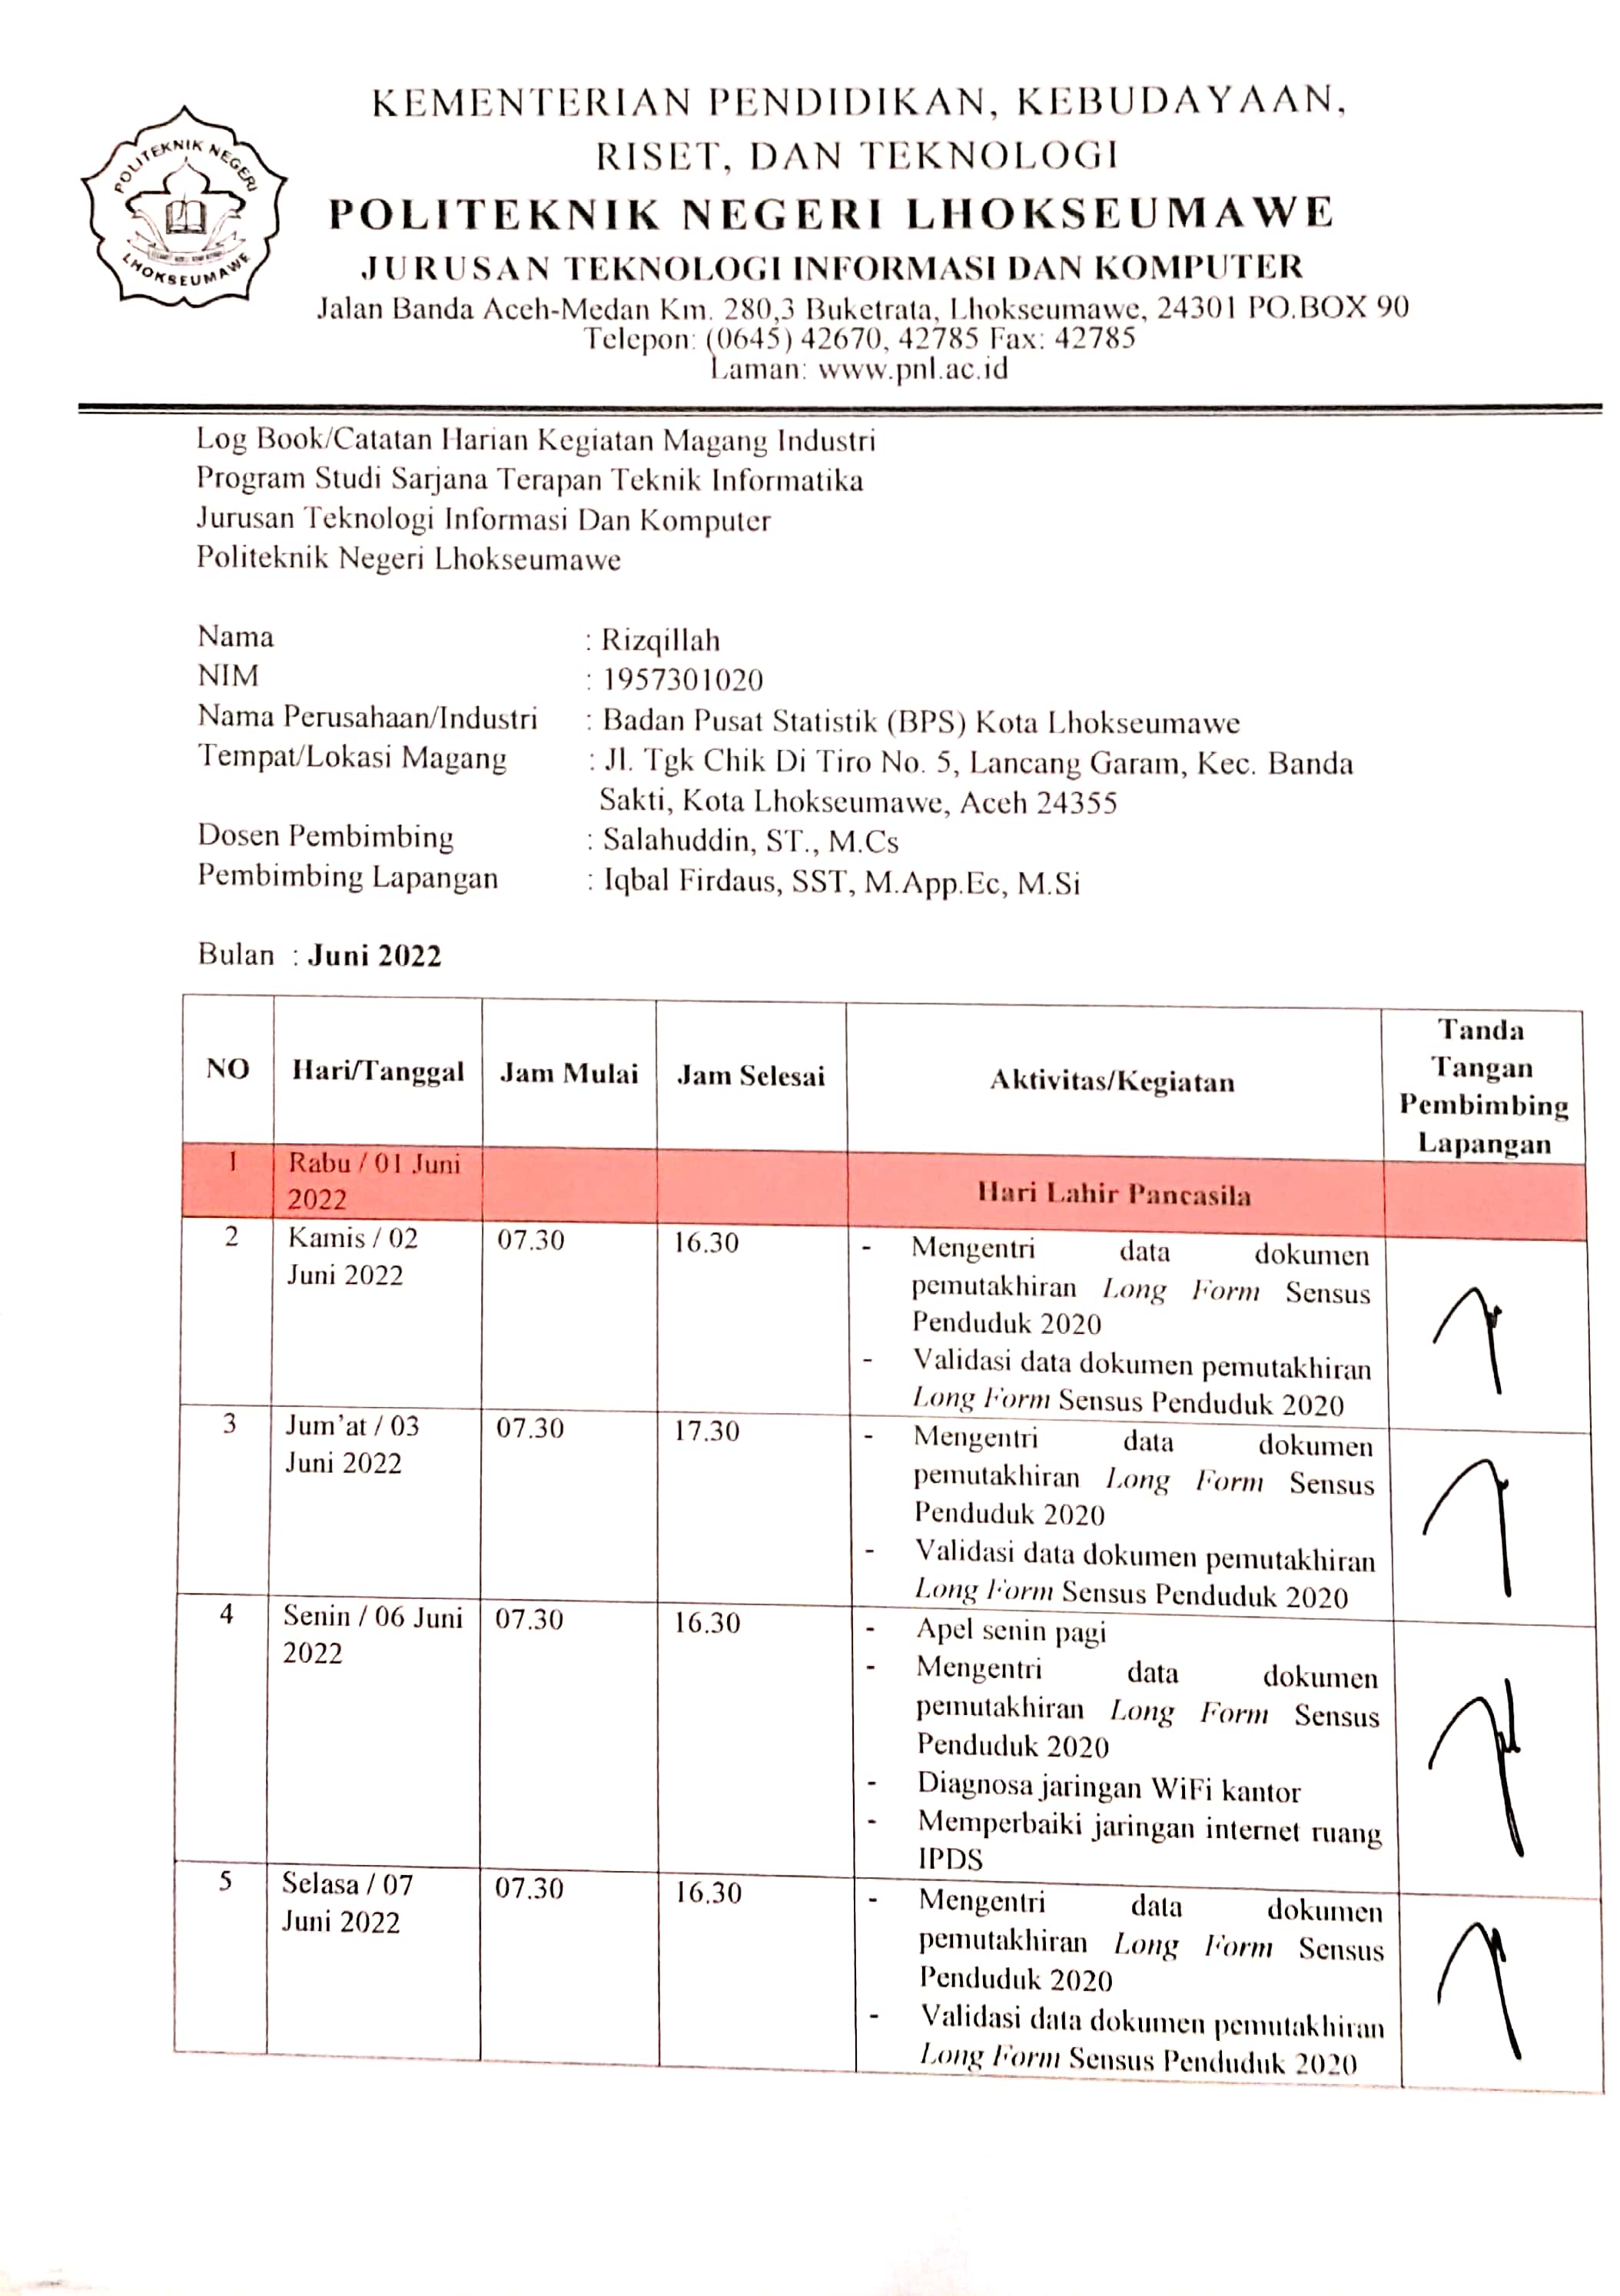 POLITEKNIK NEGERI
LHOKSEUMAWE
KEMENTERIAN PENDIDIKAN, KEBUDAYAAN,
RISET, DAN TEKNOLOGI
POLITEKNIK NEGERI LHOKSEUMAWE
JURUSAN TEKNOLOGI INFORMASI DAN KOMPUTER
Jalan Banda Aceh-Medan Km. 280,3 Buketrata, Lhokseumawe, 24301 PO.BOX 90
Telepon: (0645) 42670, 42785 Fax: 42785
Laman: www.pnl.ac.id
Log Book/Catatan Harian Kegiatan Magang Industri
Program Studi Sarjana Terapan Teknik Informatika
Jurusan Teknologi Informasi Dan Komputer
Politeknik Negeri Lhokseumawe
Nama : Rizqillah
NIM : 1957301020
Nama Perusahaan/Industri : Badan Pusat Statistik (BPS) Kota Lhokseumawe
Tempat/Lokasi Magang : Jl. Tgk Chik Di Tiro No. 5, Lancang Garam, Kec. Banda
Sakti, Kota Lhokseumawe, Aceh 24355
Dosen Pembimbing : Salahuddin, ST., M.Cs
Pembimbing Lapangan : Iqbal Firdaus, SST, M.App.Ec, M.Si
Bulan : Juni 2022
NO Hari/Tanggal Jam Mulai Jam Selesai Aktivitas/Kegiatan Tanda
Tangan
Pembimbing
Lapangan
1 Rabu / 01 Juni
2022
Hari Lahir Pancasila
2 Kamis / 02 07.30 16.30 - Mengentri data dokumen
Juni 2022 pemutakhiran Long Form Sensus
Penduduk 2020
- Validasi data dokumen pemutakhiran
Long Form Sensus Penduduk 2020
3 Jum'at / 03 07.30 17.30 - Mengentri data dokumen
Juni 2022 pemutakhiran Long Form Sensus
Penduduk 2020
- Validasi data dokumen pemutakhiran
Long Form Sensus Penduduk 2020
4 Senin / 06 Juni 07.30 16.30 - Apel senin pagi
2022 - Mengentri data dokumen
pemutakhiran Long Form Sensus
Penduduk 2020
- Diagnosa jaringan WiFi kantor
- Memperbaiki jaringan internet ruang
IPDS
5 Selasa / 07 07.30 16.30 - Mengentri data dokumen
Juni 2022 pemutakhiran Long Form Sensus
Penduduk 2020
- Validasi data dokumen pemutakhiran
Long Form Sensus Penduduk 2020